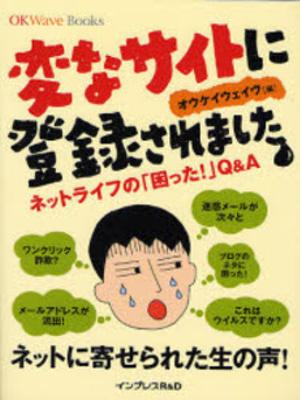 OKWave Books
変なサイトに
オウケイウェイヴ[編]
登録されました。
ネットライフの「困った!」Q&A
迷惑メールが
次々と
ワンクリック
詐欺?
ブログの
ネタに
困った!
メールアドレスが
流出!
これは
ウイルスですか?
ネットに寄せられた生の声!
インプレスR&D